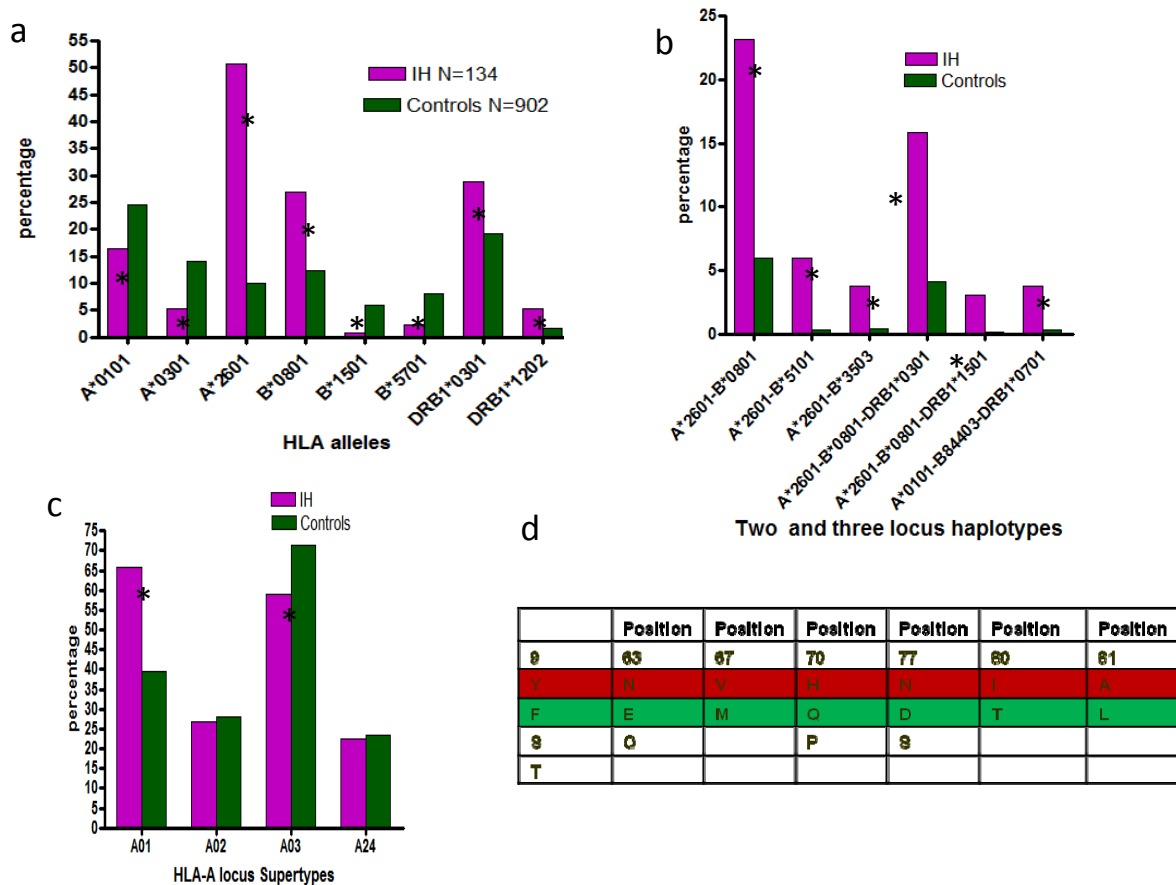 a
55
50
45
40
35
30
25
20
15
10
5
0
percentage
IH N=134
Controls N=902
*
*
*
*
*
*
*
*
A*0101
A*0301
A*2601
B*0801
B*1501
B*5701
DRB1*0301
DRB1*1202
HLA alleles
b
25
20
15
10
5
0
percentage
IH
Controls
*
*
*
*
*
*
A*2601-B*0801
A*2601-B*5101
A*2601-B*3503
A*2601-B*0801-DRB1*0301
A*2601-B*0801-DRB1*1501
A*0101-B84403-DRB1*0701
Two and three locus haplotypes
c
75
70
65
60
55
50
45
40
35
30
25
20
15
10
5
0
percentage
IH
Controls
*
*
A01
A02
A03
A24
HLA-A locus Supertypes
d
Position Position Position Position Position Position
9 63 67 70 77 80 81
Y N V H N I A
F E M Q D T L
S Q P S
T